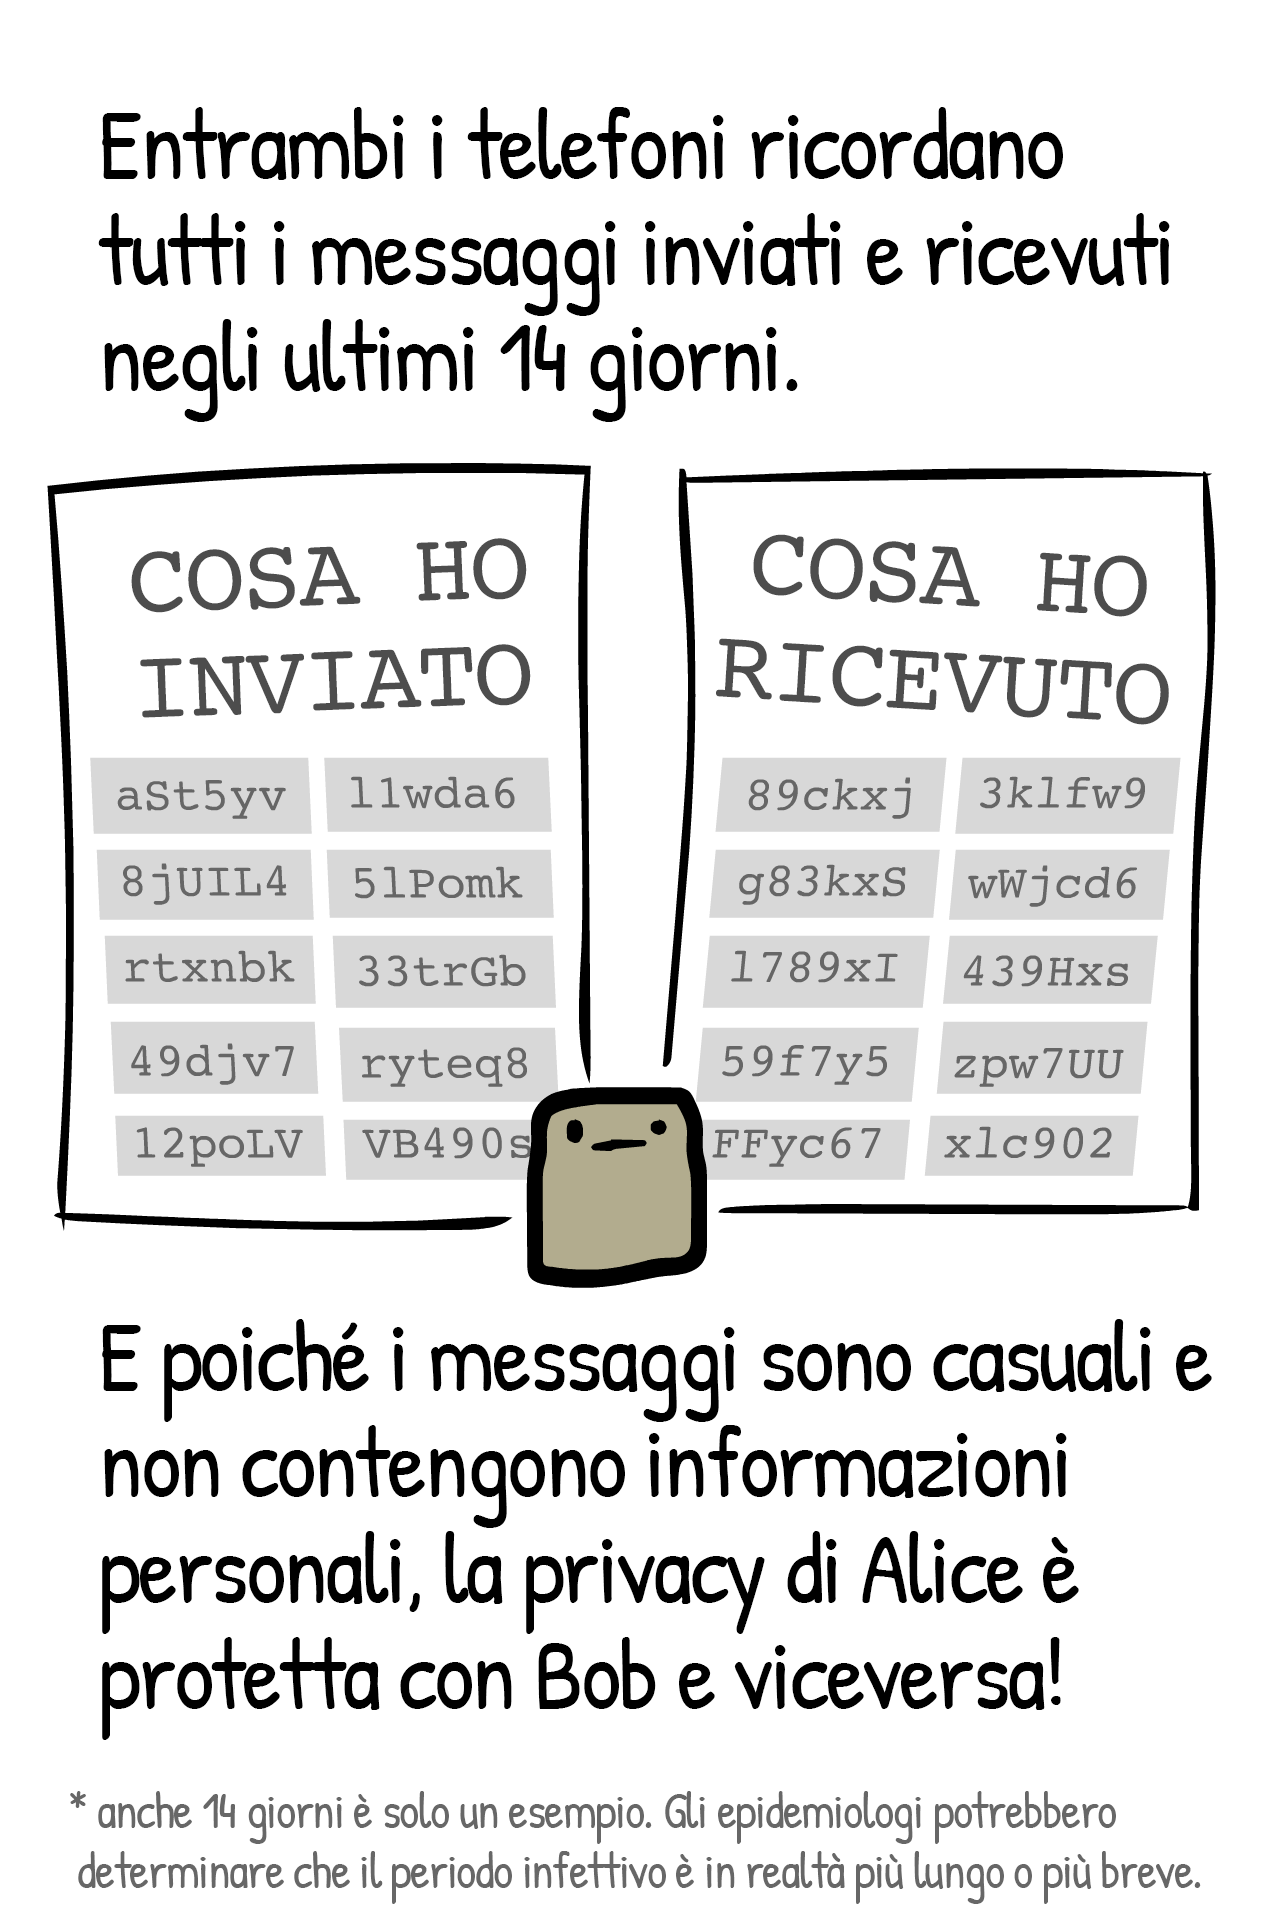 Entrambi i telefoni ricordano
tutti i messaggi inviati e ricevuti
negli ultimi 14 giorni.
COSA HO
INVIATO
aSt5yv l1wda6
8jUIL4 5lPomk
rtxnbk 33trGb
49djv7 ryteq8
12poLV VB490s
COSA HO
RICEVUTO
89ckxj 3klfw9
g83kxS wWjcd6
l789xI 439Hxs
59f7y5 zpw7UU
FFyc67 xlc902
E poiché i messaggi sono casuali e
non contengono informazioni
personali, la privacy di Alice è
protetta con Bob e viceversa!
* anche 14 giorni è solo un esempio. Gli epidemiologi potrebbero
determinare che il periodo infettivo è in realtà più lungo o più breve.